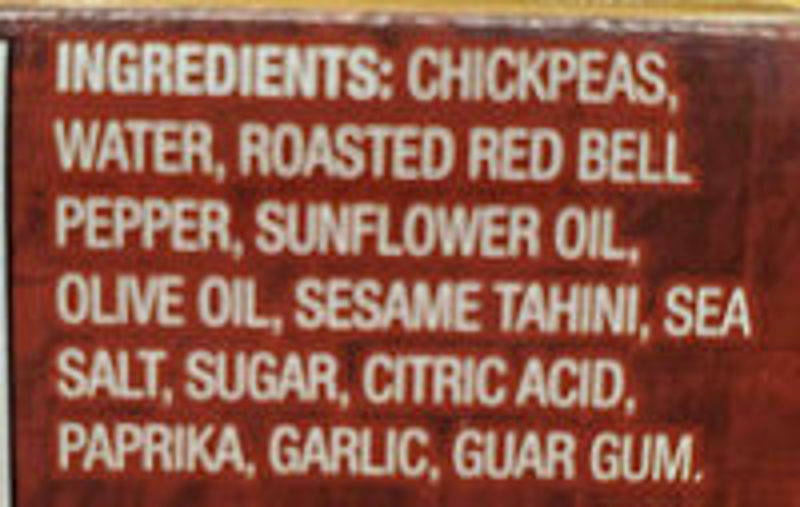 INGREDIENTS: CHICKPEAS,
WATER, ROASTED RED BELL
PEPPER, SUNFLOWER OIL,
OLIVE OIL, SESAME TAHINI, SEA
SALT, SUGAR, CITRIC ACID,
PAPRIKA, GARLIC, GUAR GUM.